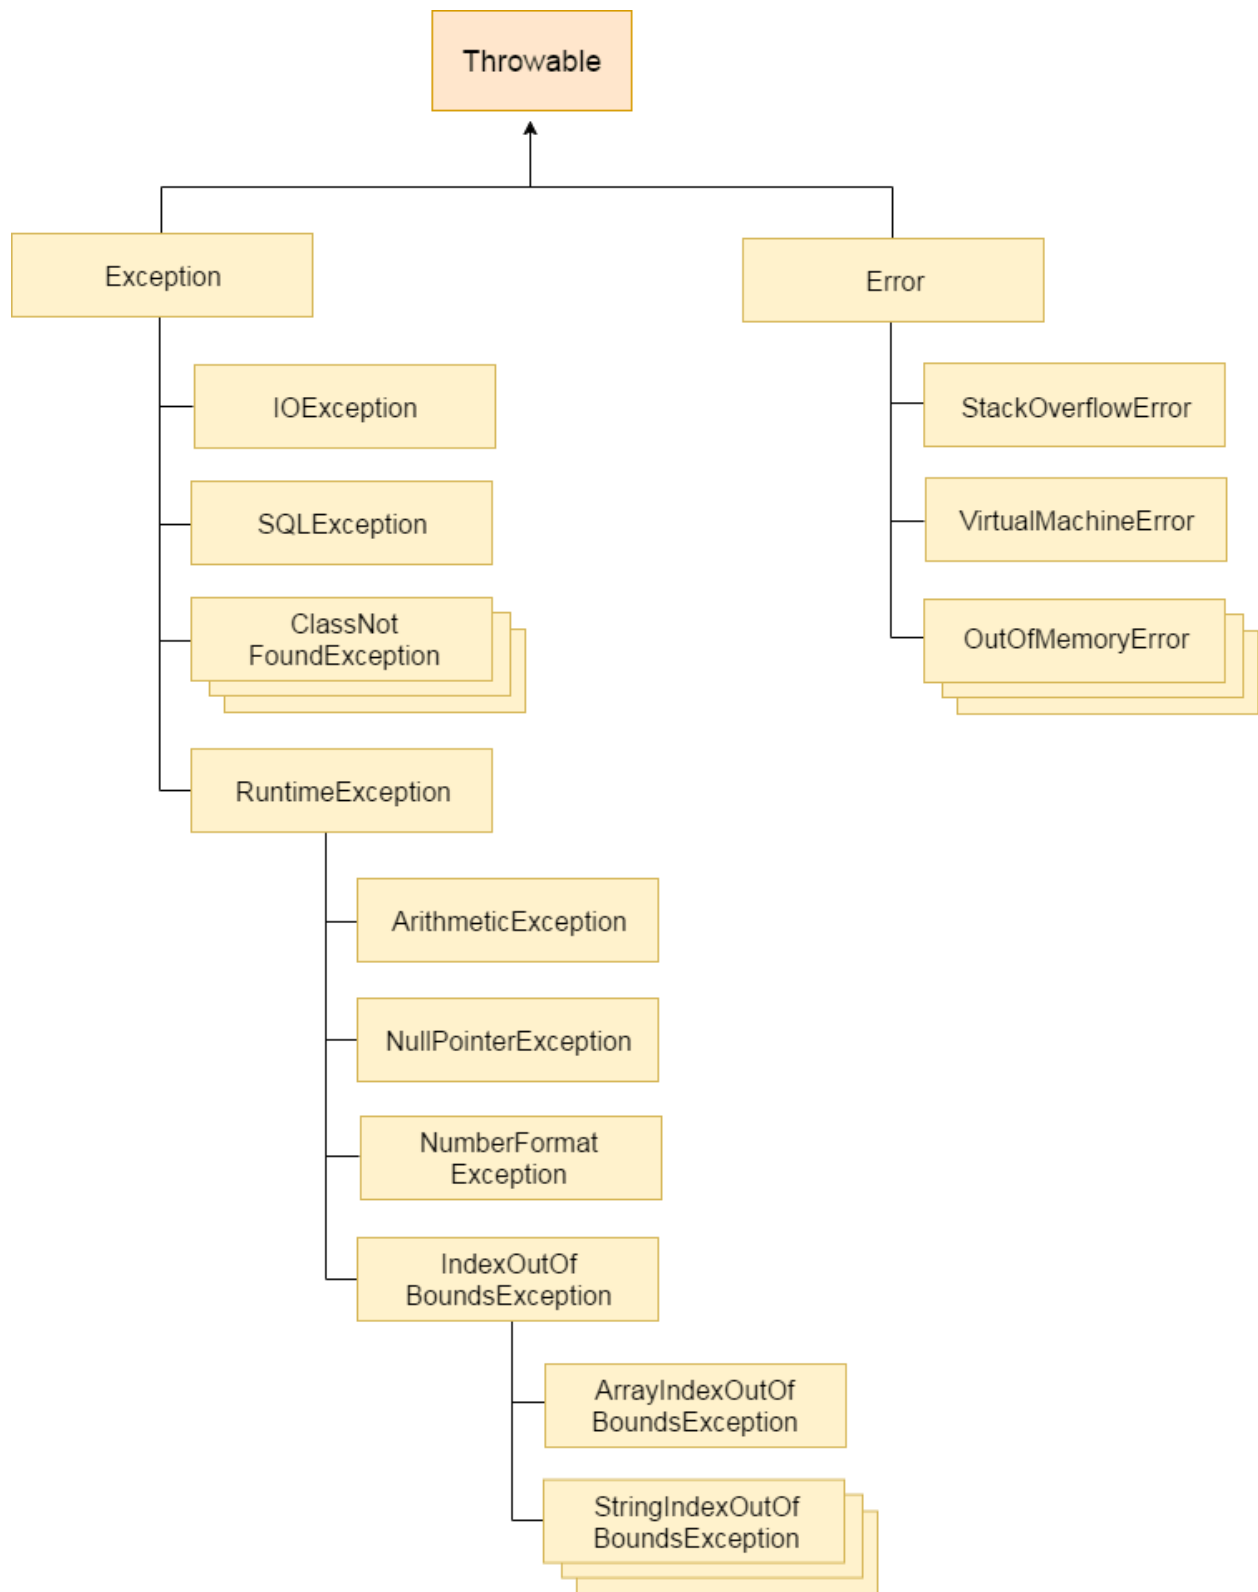 Throwable
Exception
Error
IOException
StackOverflowError
SQLException
VirtualMachineError
ClassNot
FoundException
OutOfMemoryError
RuntimeException
ArithmeticException
NullPointerException
NumberFormat
Exception
IndexOutOf
BoundsException
ArrayIndexOutOf
BoundsException
StringIndexOutOf
BoundsException